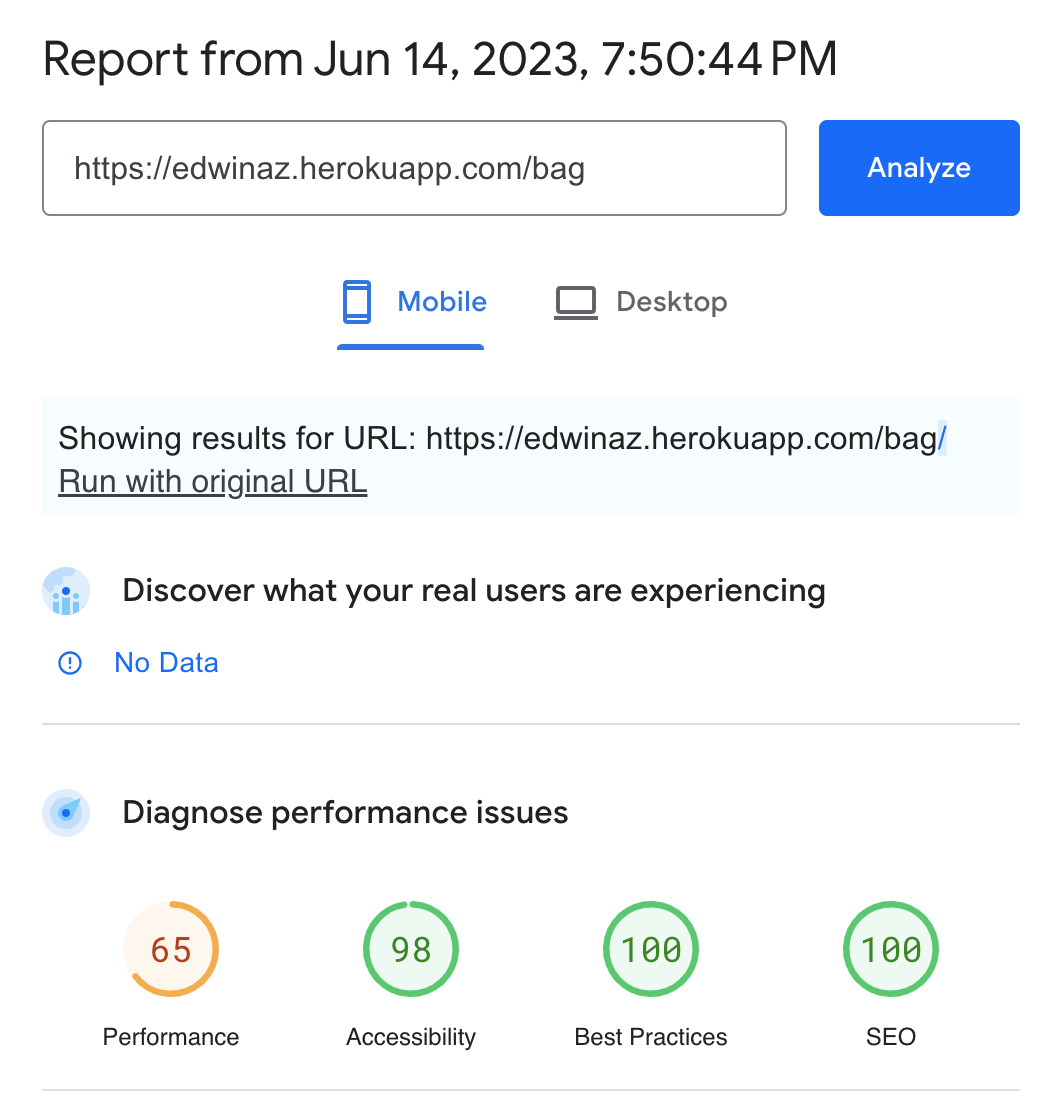 Report from Jun 14, 2023, 7:50:44 PM
https://edwinaz.herokuapp.com/bag
Analyze
Mobile
Desktop
Showing results for URL: https://edwinaz.herokuapp.com/bag/
Run with original URL
Discover what your real users are experiencing
No Data
Diagnose performance issues
65
98
100
100
Performance
Accessibility
Best Practices
SEO